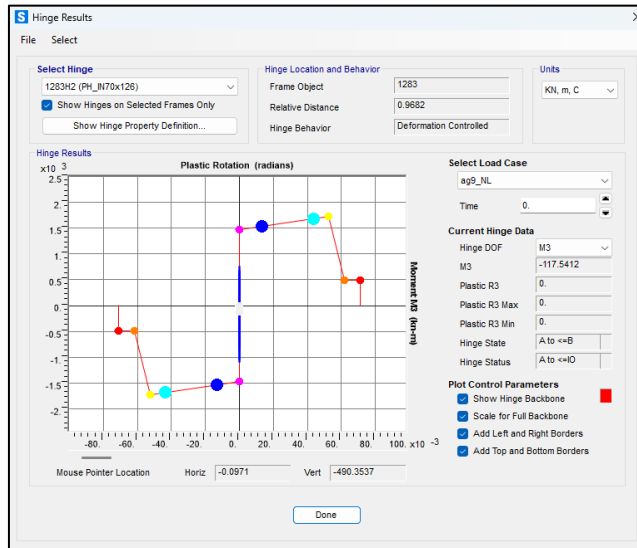 Hinge Results
File Select
Select Hinge
1283H2 (PH_IN70x126)
Show Hinges on Selected Frames Only
Show Hinge Property Definition...
Hinge Location and Behavior
Frame Object 1283
Relative Distance 0.9682
Hinge Behavior Deformation Controlled
Units
KN, m, C
Hinge Results
x10 3
Plastic Rotation (radians)
2.5
2.
1.5
1.
0.5
0.
-0.5
-1.
-1.5
-2.
Moment M3 (kn-m)
-80. -60. -40. -20. 0. 20. 40. 60. 80. 100. x10 -3
Mouse Pointer Location Horiz -0.0971 Vert -490.3537
Select Load Case
ag9_NL
Time 0.
Current Hinge Data
Hinge DOF M3
M3 -117.5412
Plastic R3 0.
Plastic R3 Max 0.
Plastic R3 Min 0.
Hinge State A to <=B
Hinge Status A to <=IO
Plot Control Parameters
Show Hinge Backbone
Scale for Full Backbone
Add Left and Right Borders
Add Top and Bottom Borders
Done